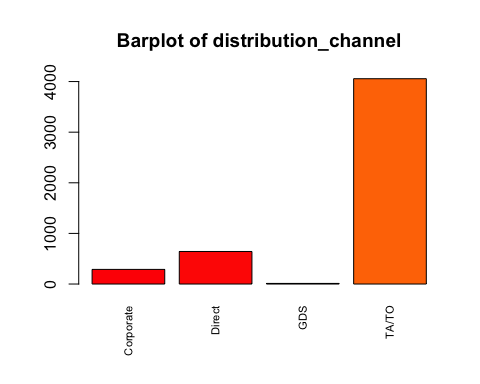 Barplot of distribution_channel
4000
3000
2000
1000
0
Corporate
Direct
GDS
TA/TO